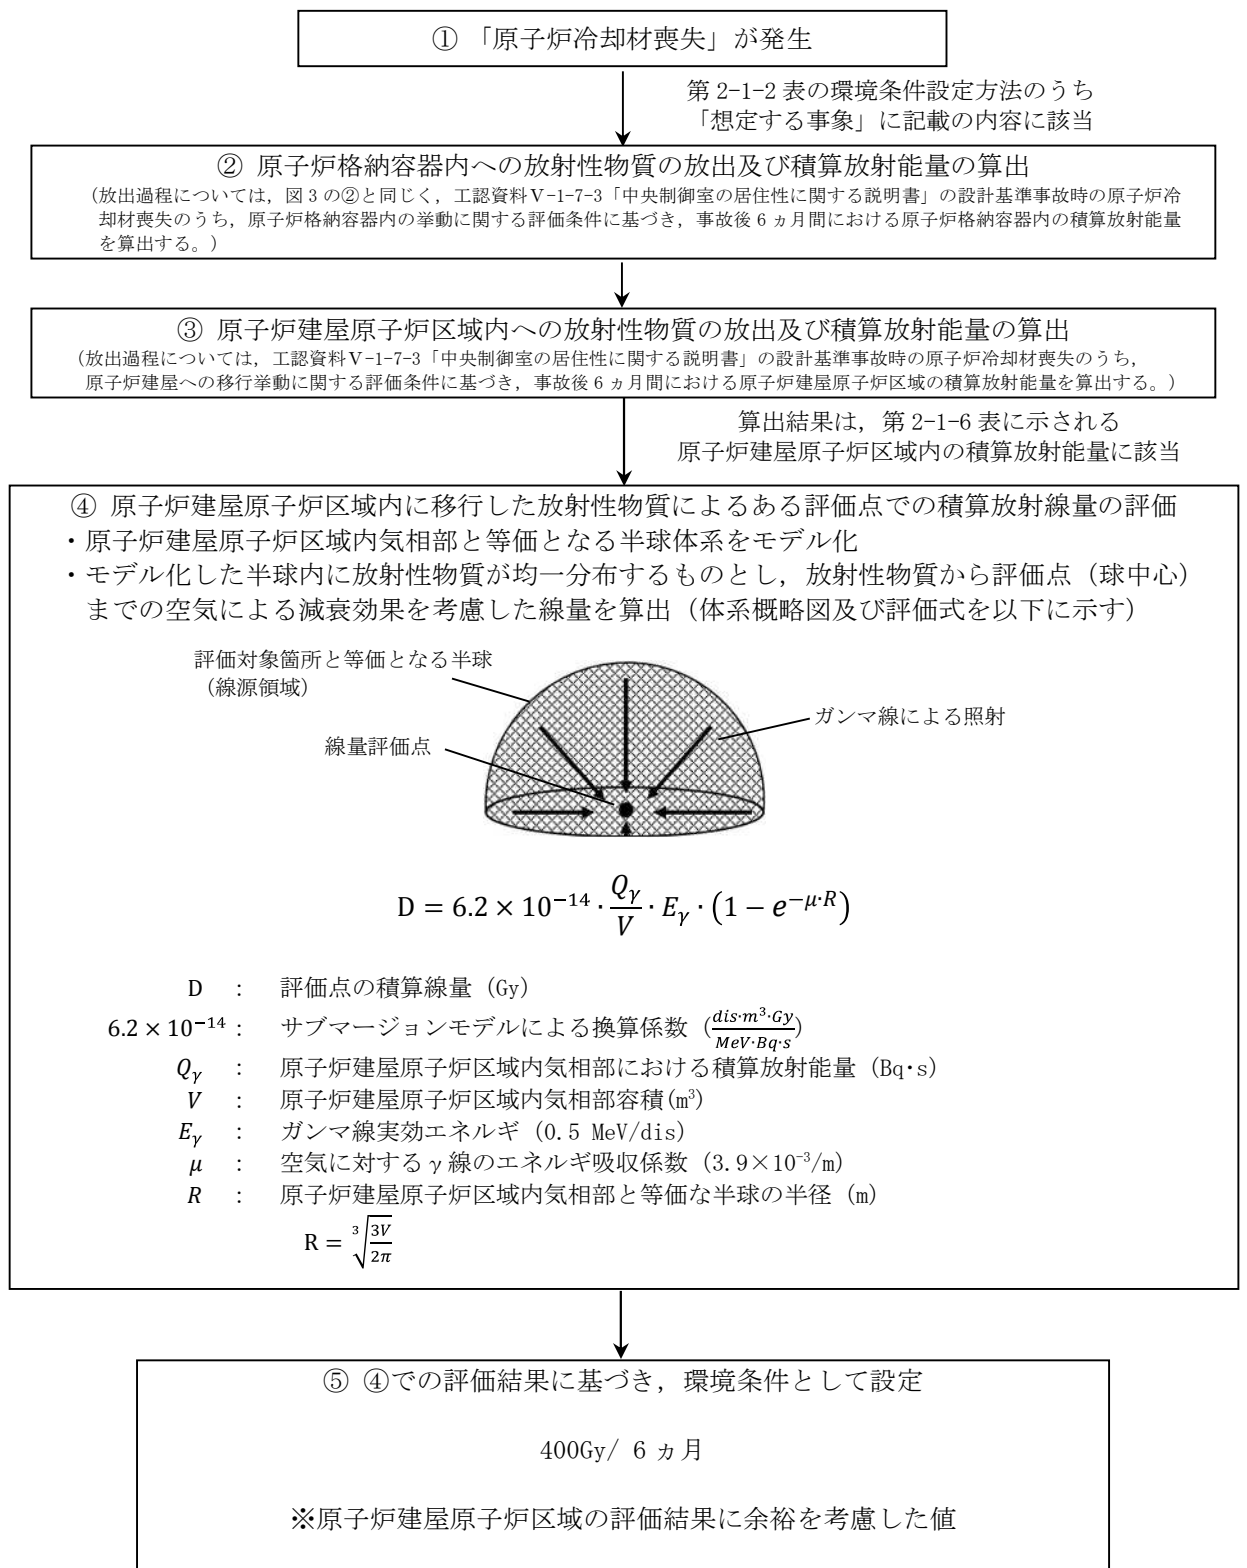 ① 「原子炉冷却材喪失」が発生
第 2-1-2 表の環境条件設定方法のうち
「想定する事象」に記載の内容に該当
② 原子炉格納容器内への放射性物質の放出及び積算放射能量の算出
(放出過程については，図 3 の②と同じく，工認資料Ⅴ-1-7-3「中央制御室の居住性に関する説明書」の設計基準事故時の原子炉冷
却材喪失のうち，原子炉格納容器内の挙動に関する評価条件に基づき，事故後 6 ヵ月間における原子炉格納容器内の積算放射能量
を算出する。)
③ 原子炉建屋原子炉区域内への放射性物質の放出及び積算放射能量の算出
(放出過程については，工認資料Ⅴ-1-7-3「中央制御室の居住性に関する説明書」の設計基準事故時の原子炉冷却材喪失のうち，
原子炉建屋への移行挙動に関する評価条件に基づき，事故後 6 ヵ月間における原子炉建屋原子炉区域の積算放射能量を算出する。)
算出結果は，第 2-1-6 表に示される
原子炉建屋原子炉区域内の積算放射能量に該当
④ 原子炉建屋原子炉区域内に移行した放射性物質によるある評価点での積算放射線量の評価
・原子炉建屋原子炉区域内気相部と等価となる半球体系をモデル化
・モデル化した半球内に放射性物質が均一分布するものとし，放射性物質から評価点（球中心）
までの空気による減衰効果を考慮した線量を算出（体系概略図及び評価式を以下に示す）
評価対象箇所と等価となる半球
（線源領域）
ガンマ線による照射
線量評価点
D = 6.2 × 10⁻¹⁴ · Qγ/V · Eγ · (1 − e^(−μ·R))
D : 評価点の積算線量 (Gy)
6.2 × 10⁻¹⁴ : サブマージョンモデルによる換算係数 (dis·m³·Gy/MeV·Bq·s)
Qγ : 原子炉建屋原子炉区域内気相部における積算放射能量 (Bq・s)
V : 原子炉建屋原子炉区域内気相部容積(m³)
Eγ : ガンマ線実効エネルギ (0.5 MeV/dis)
μ : 空気に対するγ線のエネルギ吸収係数 (3.9×10⁻³/m)
R : 原子炉建屋原子炉区域内気相部と等価な半球の半径 (m)
R = ³√(3V/2π)
⑤ ④での評価結果に基づき，環境条件として設定
400Gy/ 6 ヵ月
※原子炉建屋原子炉区域の評価結果に余裕を考慮した値